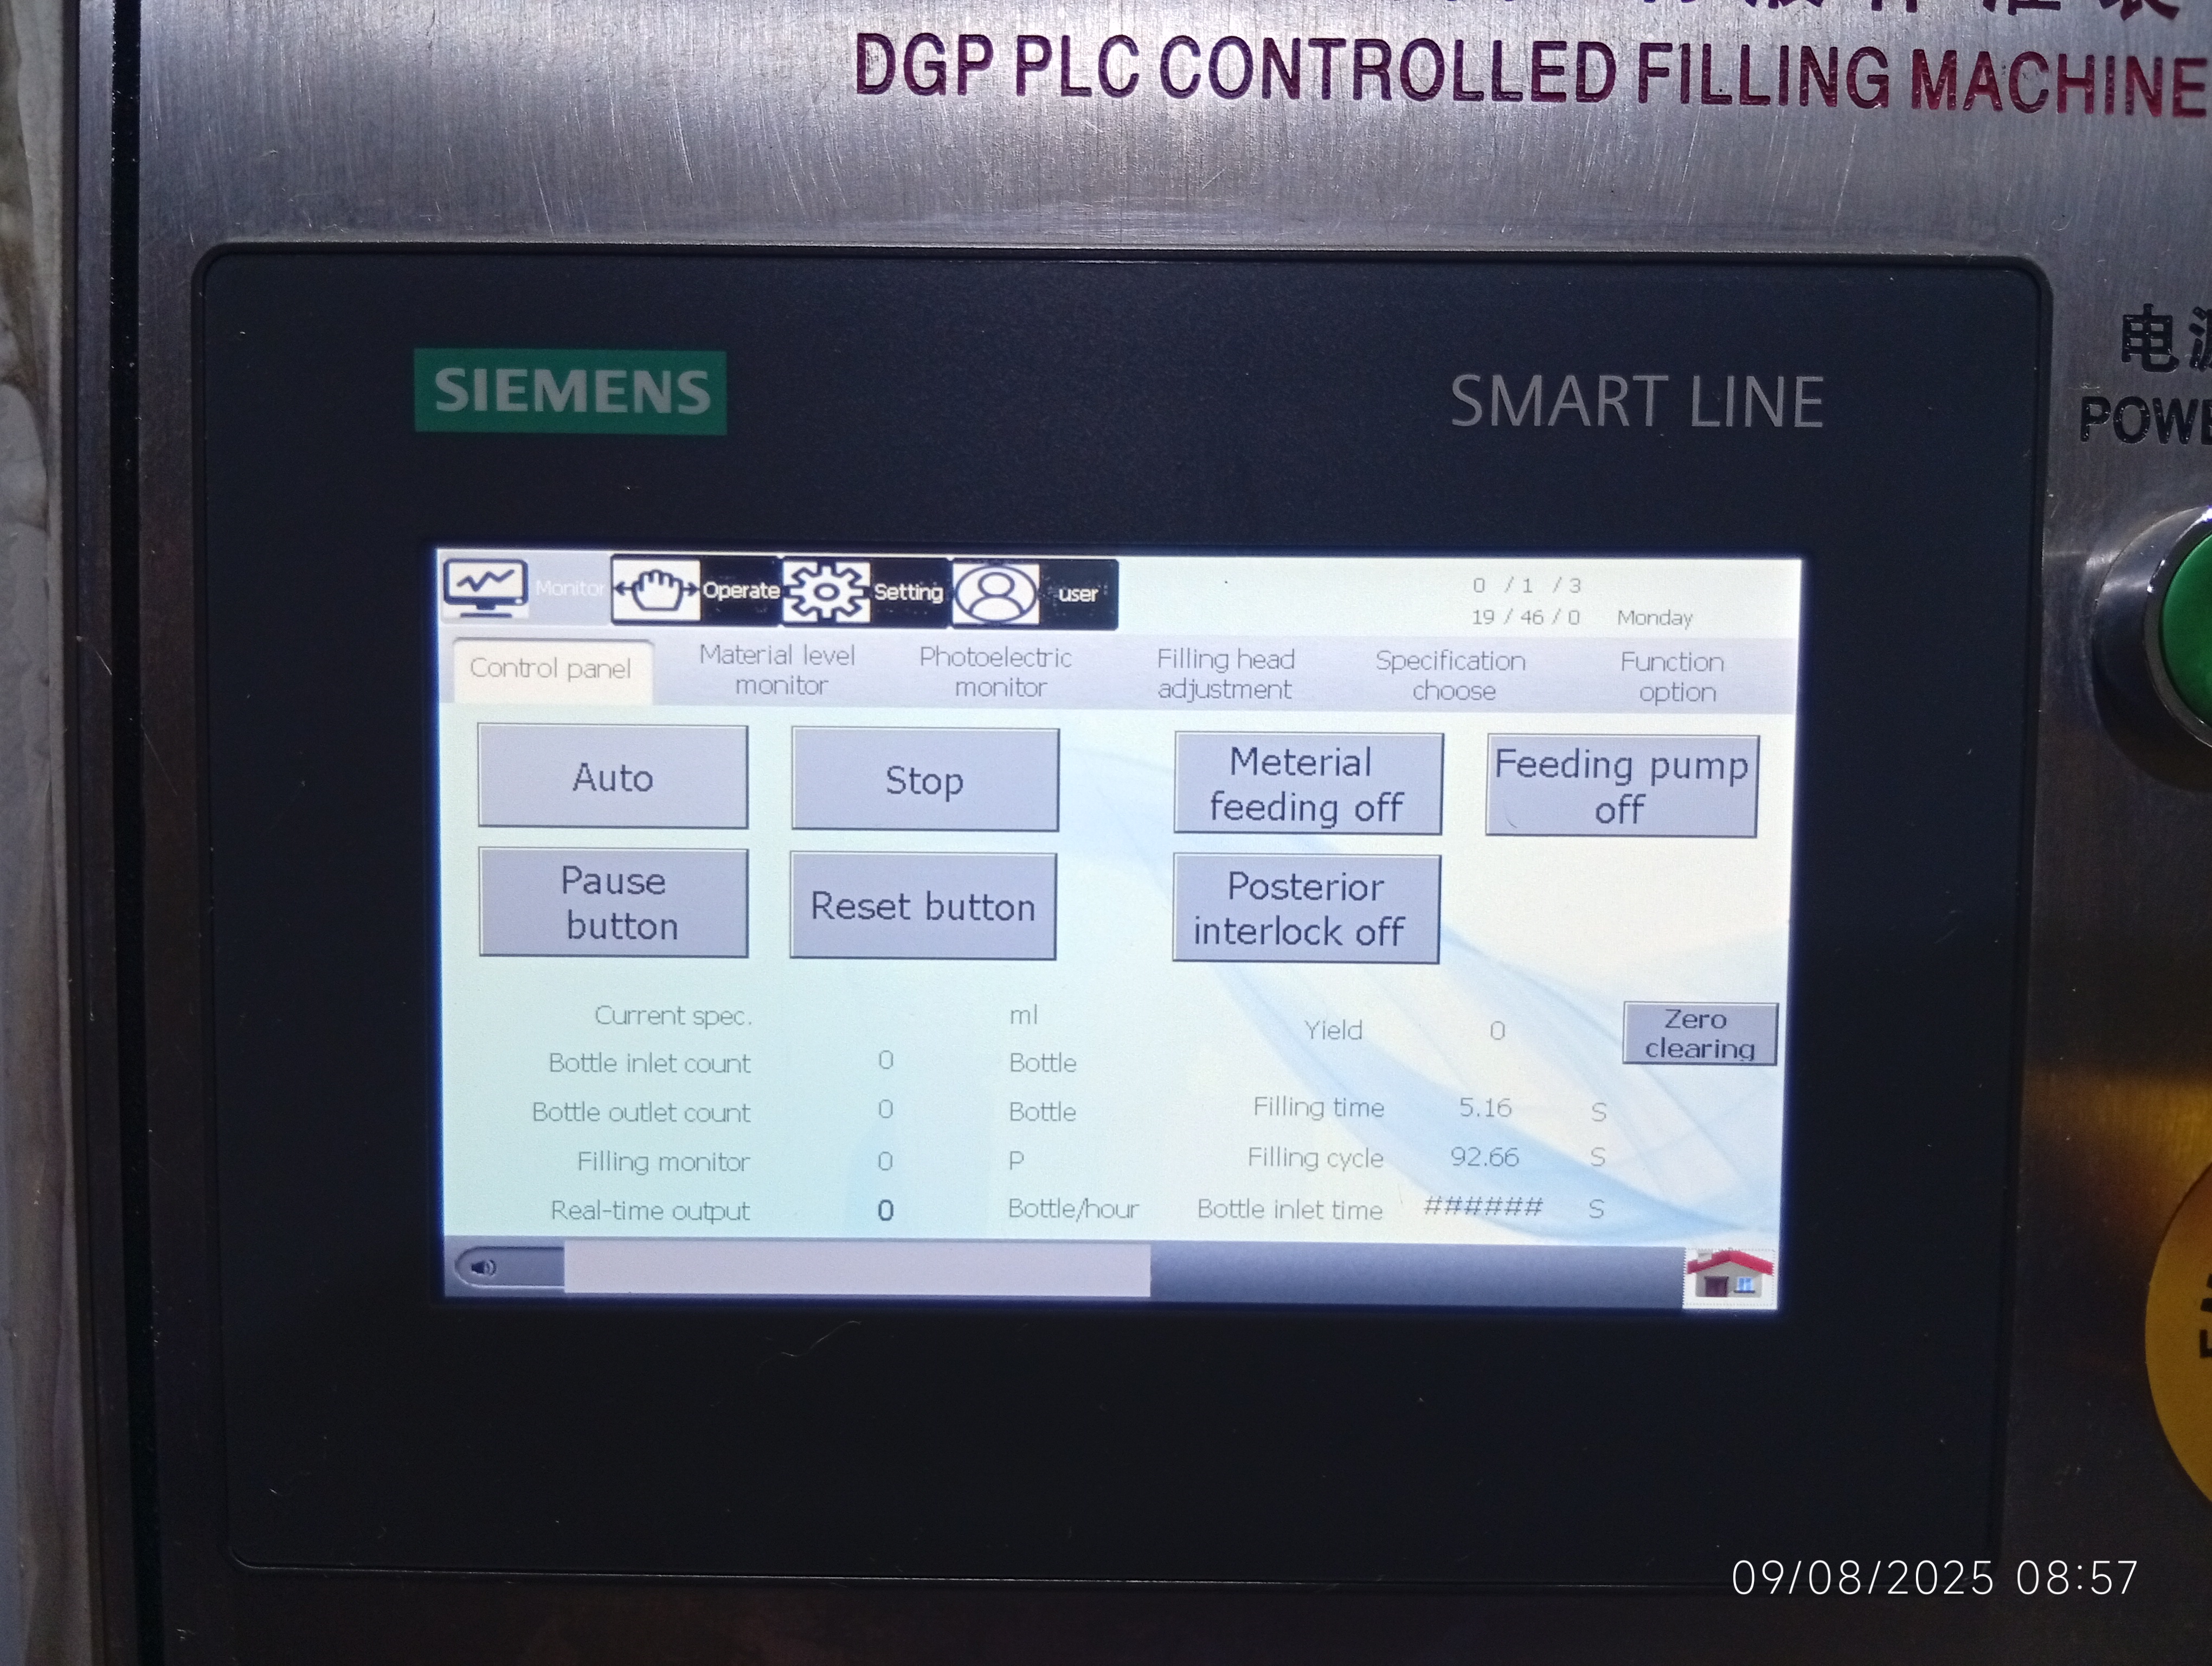 DGP PLC CONTROLLED FILLING MACHINE
SIEMENS
SMART LINE
电源
POWE
Monitor Operate Setting user
0 / 1 / 3
19 / 46 / 0 Monday
Control panel
Material level
monitor
Photoelectric
monitor
Filling head
adjustment
Specification
choose
Function
option
Auto
Stop
Meterial
feeding off
Feeding pump
off
Pause
button
Reset button
Posterior
interlock off
Current spec. ml
Bottle inlet count 0 Bottle
Bottle outlet count 0 Bottle
Filling monitor 0 P
Real-time output 0 Bottle/hour
Yield 0
Zero
clearing
Filling time 5.16 S
Filling cycle 92.66 S
Bottle inlet time ###### S
09/08/2025 08:57